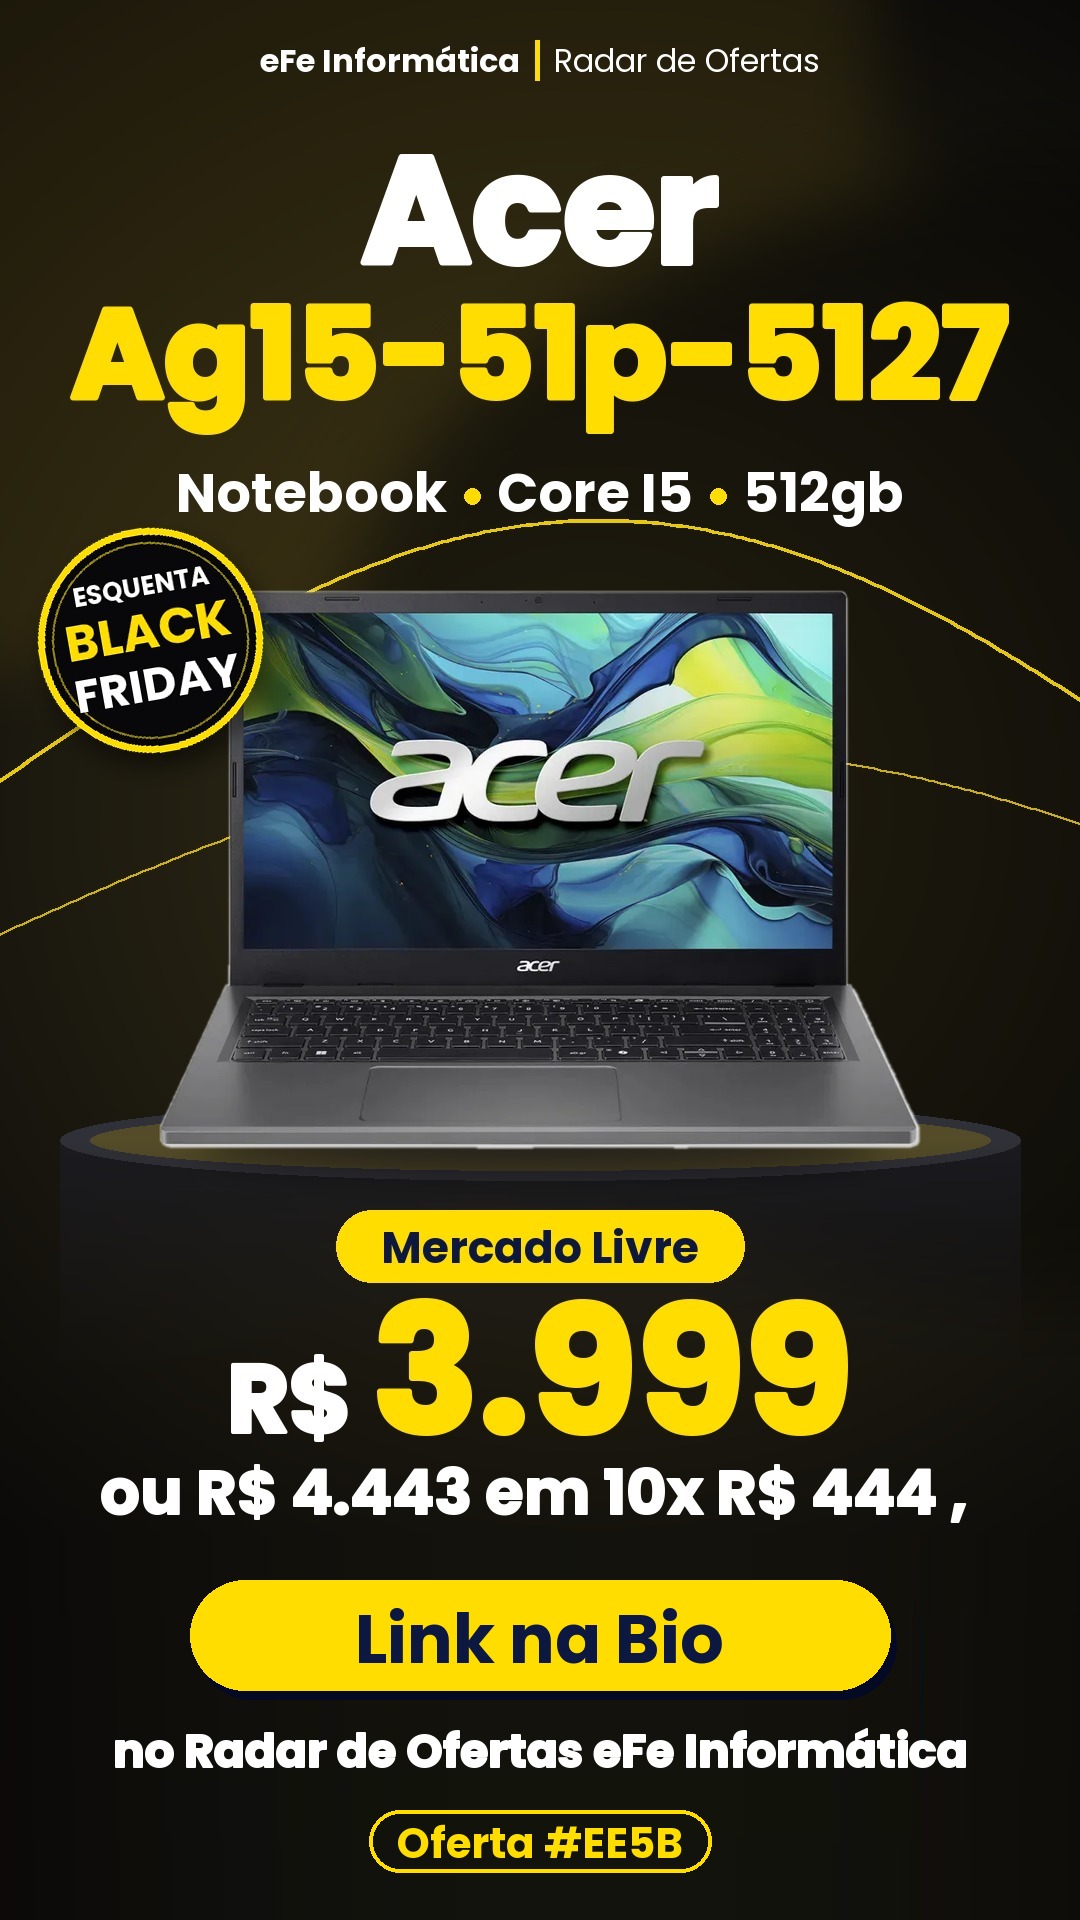 eFe Informática | Radar de Ofertas
Acer
Ag15-51p-5127
Notebook • Core I5 • 512gb
ESQUENTA
BLACK
FRIDAY
acer
acer
Mercado Livre
R$ 3.999
ou R$ 4.443 em 10x R$ 444 ,
Link na Bio
no Radar de Ofertas eFe Informática
Oferta #EE5B